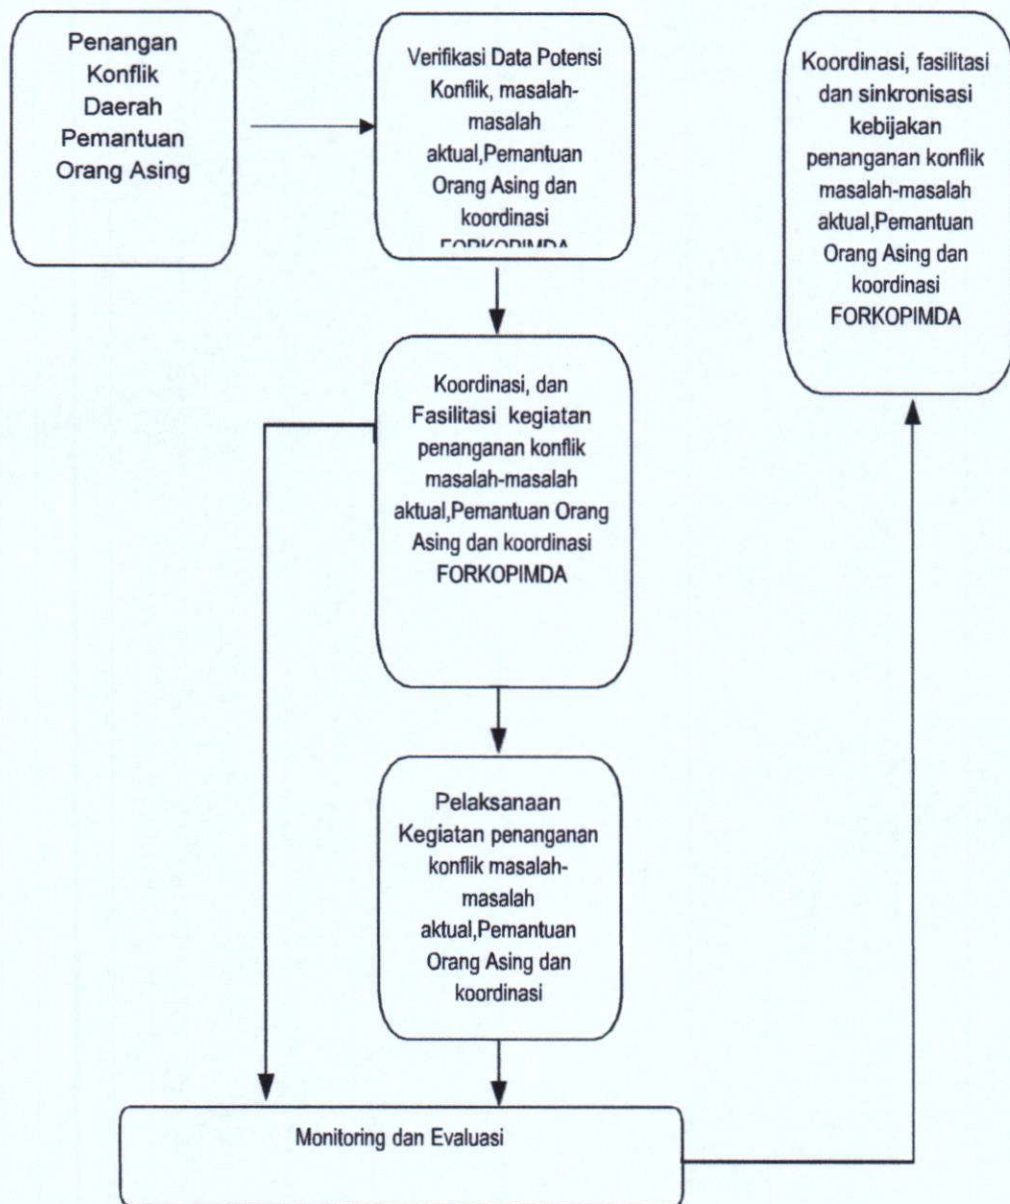 Penangan
Konflik
Daerah
Pemantuan
Orang Asing
Verifikasi Data Potensi
Konflik, masalah-
masalah
aktual,Pemantuan
Orang Asing dan
koordinasi
FORKOPIMDA
Koordinasi, dan
Fasilitasi kegiatan
penanganan konflik
masalah-masalah
aktual,Pemantuan Orang
Asing dan koordinasi
FORKOPIMDA
Pelaksanaan
Kegiatan penanganan
konflik masalah-
masalah
aktual,Pemantuan
Orang Asing dan
koordinasi
Monitoring dan Evaluasi
Koordinasi, fasilitasi
dan sinkronisasi
kebijakan
penanganan konflik
masalah-masalah
aktual,Pemantuan
Orang Asing dan
koordinasi
FORKOPIMDA